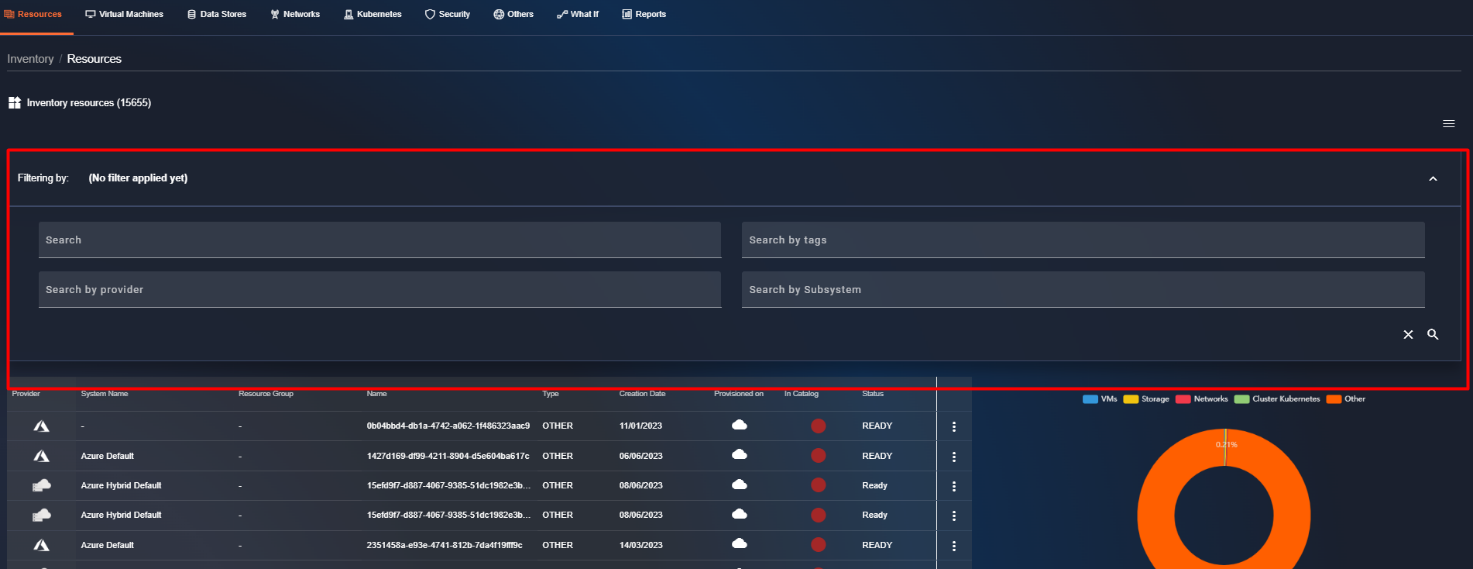 Resources Virtual Machines Data Stores Networks Kubernetes Security Others What If Reports
Inventory / Resources
Inventory resources (15655)
Filtering by: (No filter applied yet)
Search Search by tags
Search by provider Search by Subsystem
Provider System Name Resource Group Name Type Creation Date Provisioned on In Catalog Status
VMs Storage Networks Cluster Kubernetes Other
- - 0b04bbd4-db1a-4742-a062-1f486323aac9 OTHER 11/01/2023 READY
0.21%
Azure Default - 1427d169-df99-4211-8904-d5e604ba617c OTHER 06/06/2023 READY
Azure Hybrid Default - 15efd9f7-d887-4067-9385-51dc1982e3b... OTHER 08/06/2023 Ready
Azure Hybrid Default - 15efd9f7-d887-4067-9385-51dc1982e3b... OTHER 08/06/2023 Ready
Azure Default - 2351458a-e93e-4741-812b-7da4f19fff9c OTHER 14/03/2023 READY